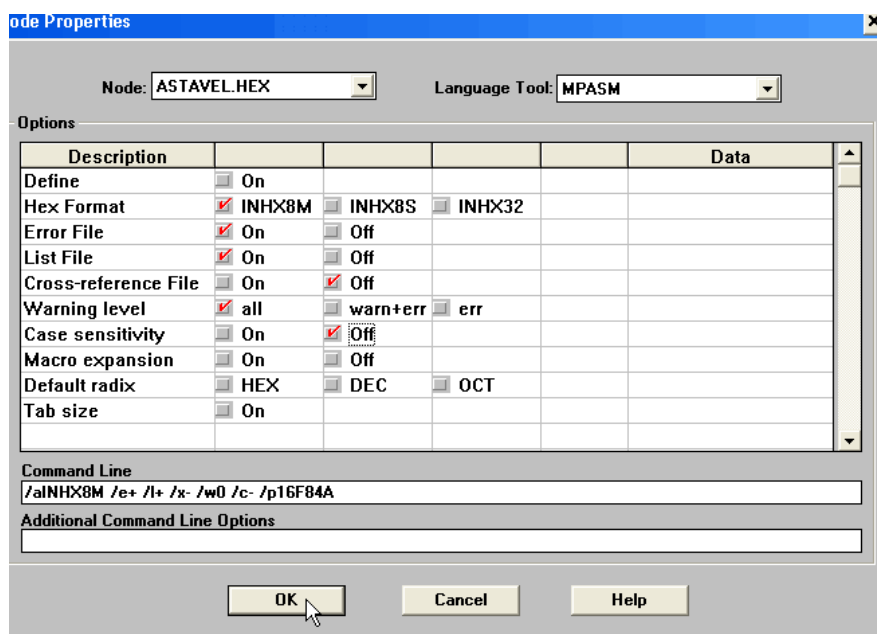 ode Properties
Node: ASTAVEL.HEX Language Tool: MPASM
Options
Description Data
Define On
Hex Format INHX8M INHX8S INHX32
Error File On Off
List File On Off
Cross-reference File On Off
Warning level all warn+err err
Case sensitivity On Off
Macro expansion On Off
Default radix HEX DEC OCT
Tab size On
Command Line
/aINHX8M /e+ /l+ /x- /w0 /c- /p16F84A
Additional Command Line Options
OK Cancel Help